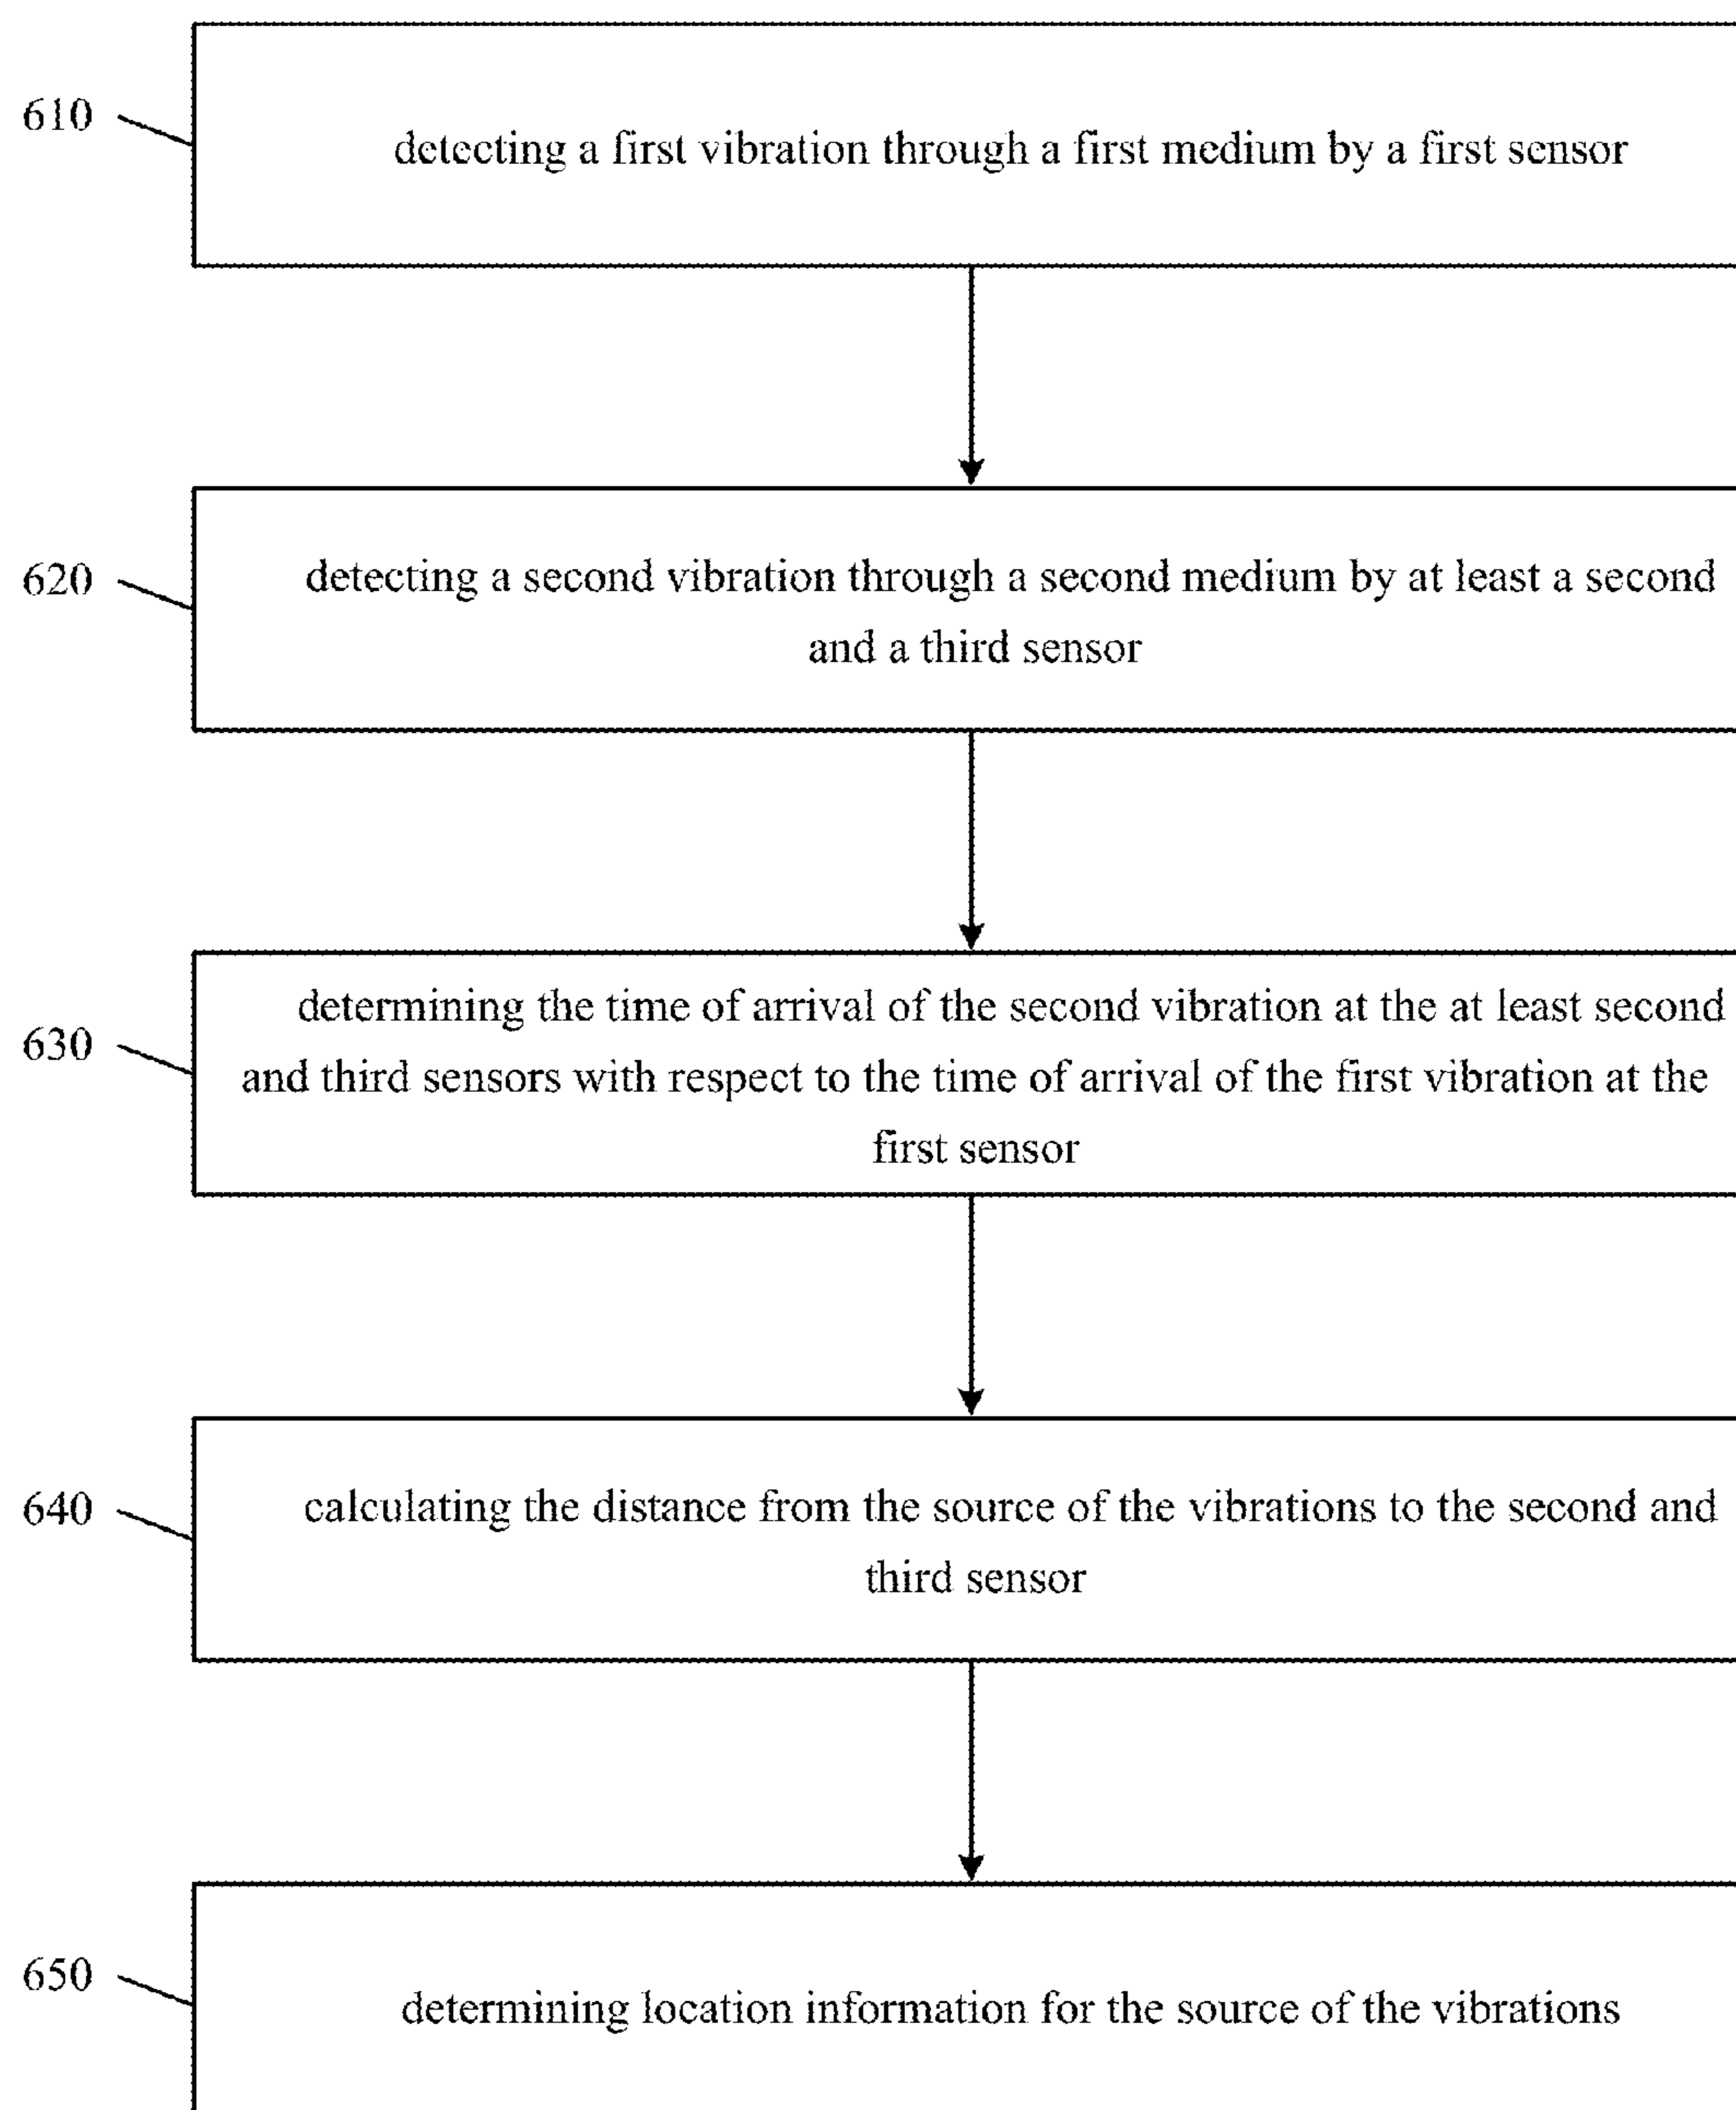 610
detecting a first vibration through a first medium by a first sensor
620
detecting a second vibration through a second medium by at least a second
and a third sensor
630
determining the time of arrival of the second vibration at the at least second
and third sensors with respect to the time of arrival of the first vibration at the
first sensor
640
calculating the distance from the source of the vibrations to the second and
third sensor
650
determining location information for the source of the vibrations